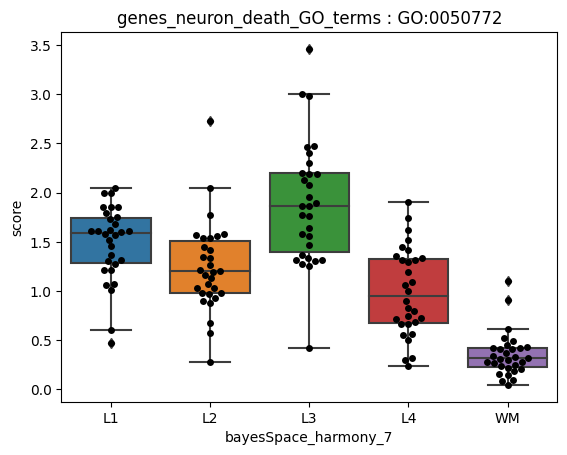 genes_neuron_death_GO_terms : GO:0050772
3.5
3.0
2.5
2.0
1.5
1.0
0.5
0.0
score
L1 L2 L3 L4 WM
bayesSpace_harmony_7